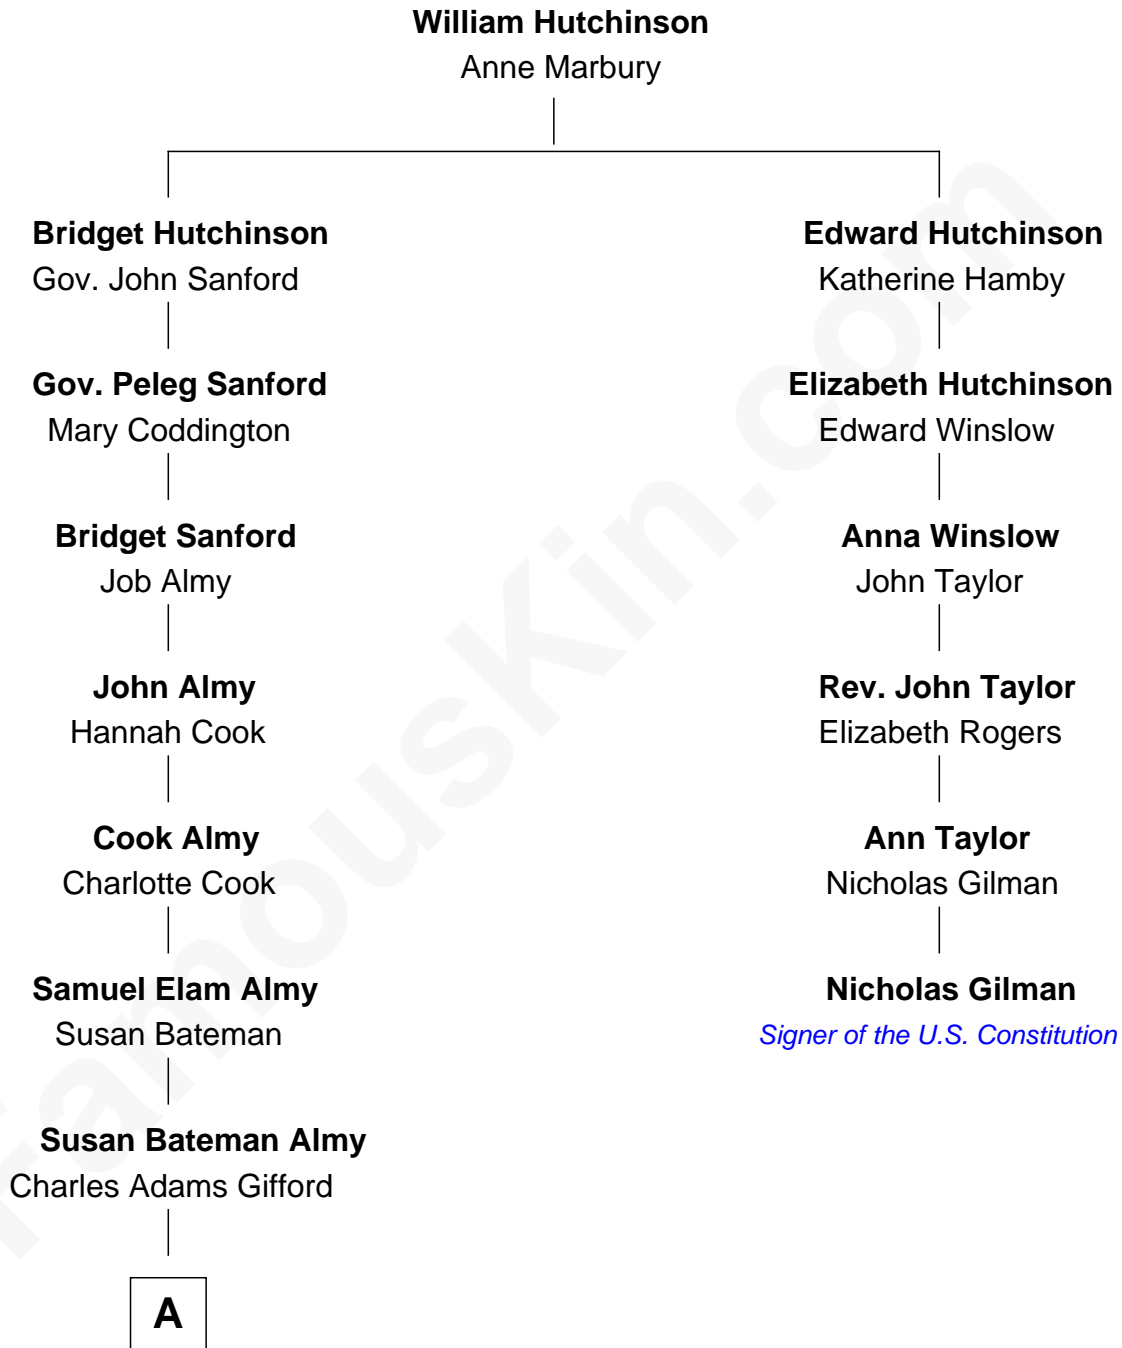 William Hutchinson
Anne Marbury
Bridget Hutchinson
Gov. John Sanford
Edward Hutchinson
Katherine Hamby
Gov. Peleg Sanford
Mary Coddington
Elizabeth Hutchinson
Edward Winslow
Bridget Sanford
Job Almy
Anna Winslow
John Taylor
John Almy
Hannah Cook
Rev. John Taylor
Elizabeth Rogers
Cook Almy
Charlotte Cook
Ann Taylor
Nicholas Gilman
Samuel Elam Almy
Susan Bateman
Nicholas Gilman
Signer of the U.S. Constitution
Susan Bateman Almy
Charles Adams Gifford
A
FamousKin.com